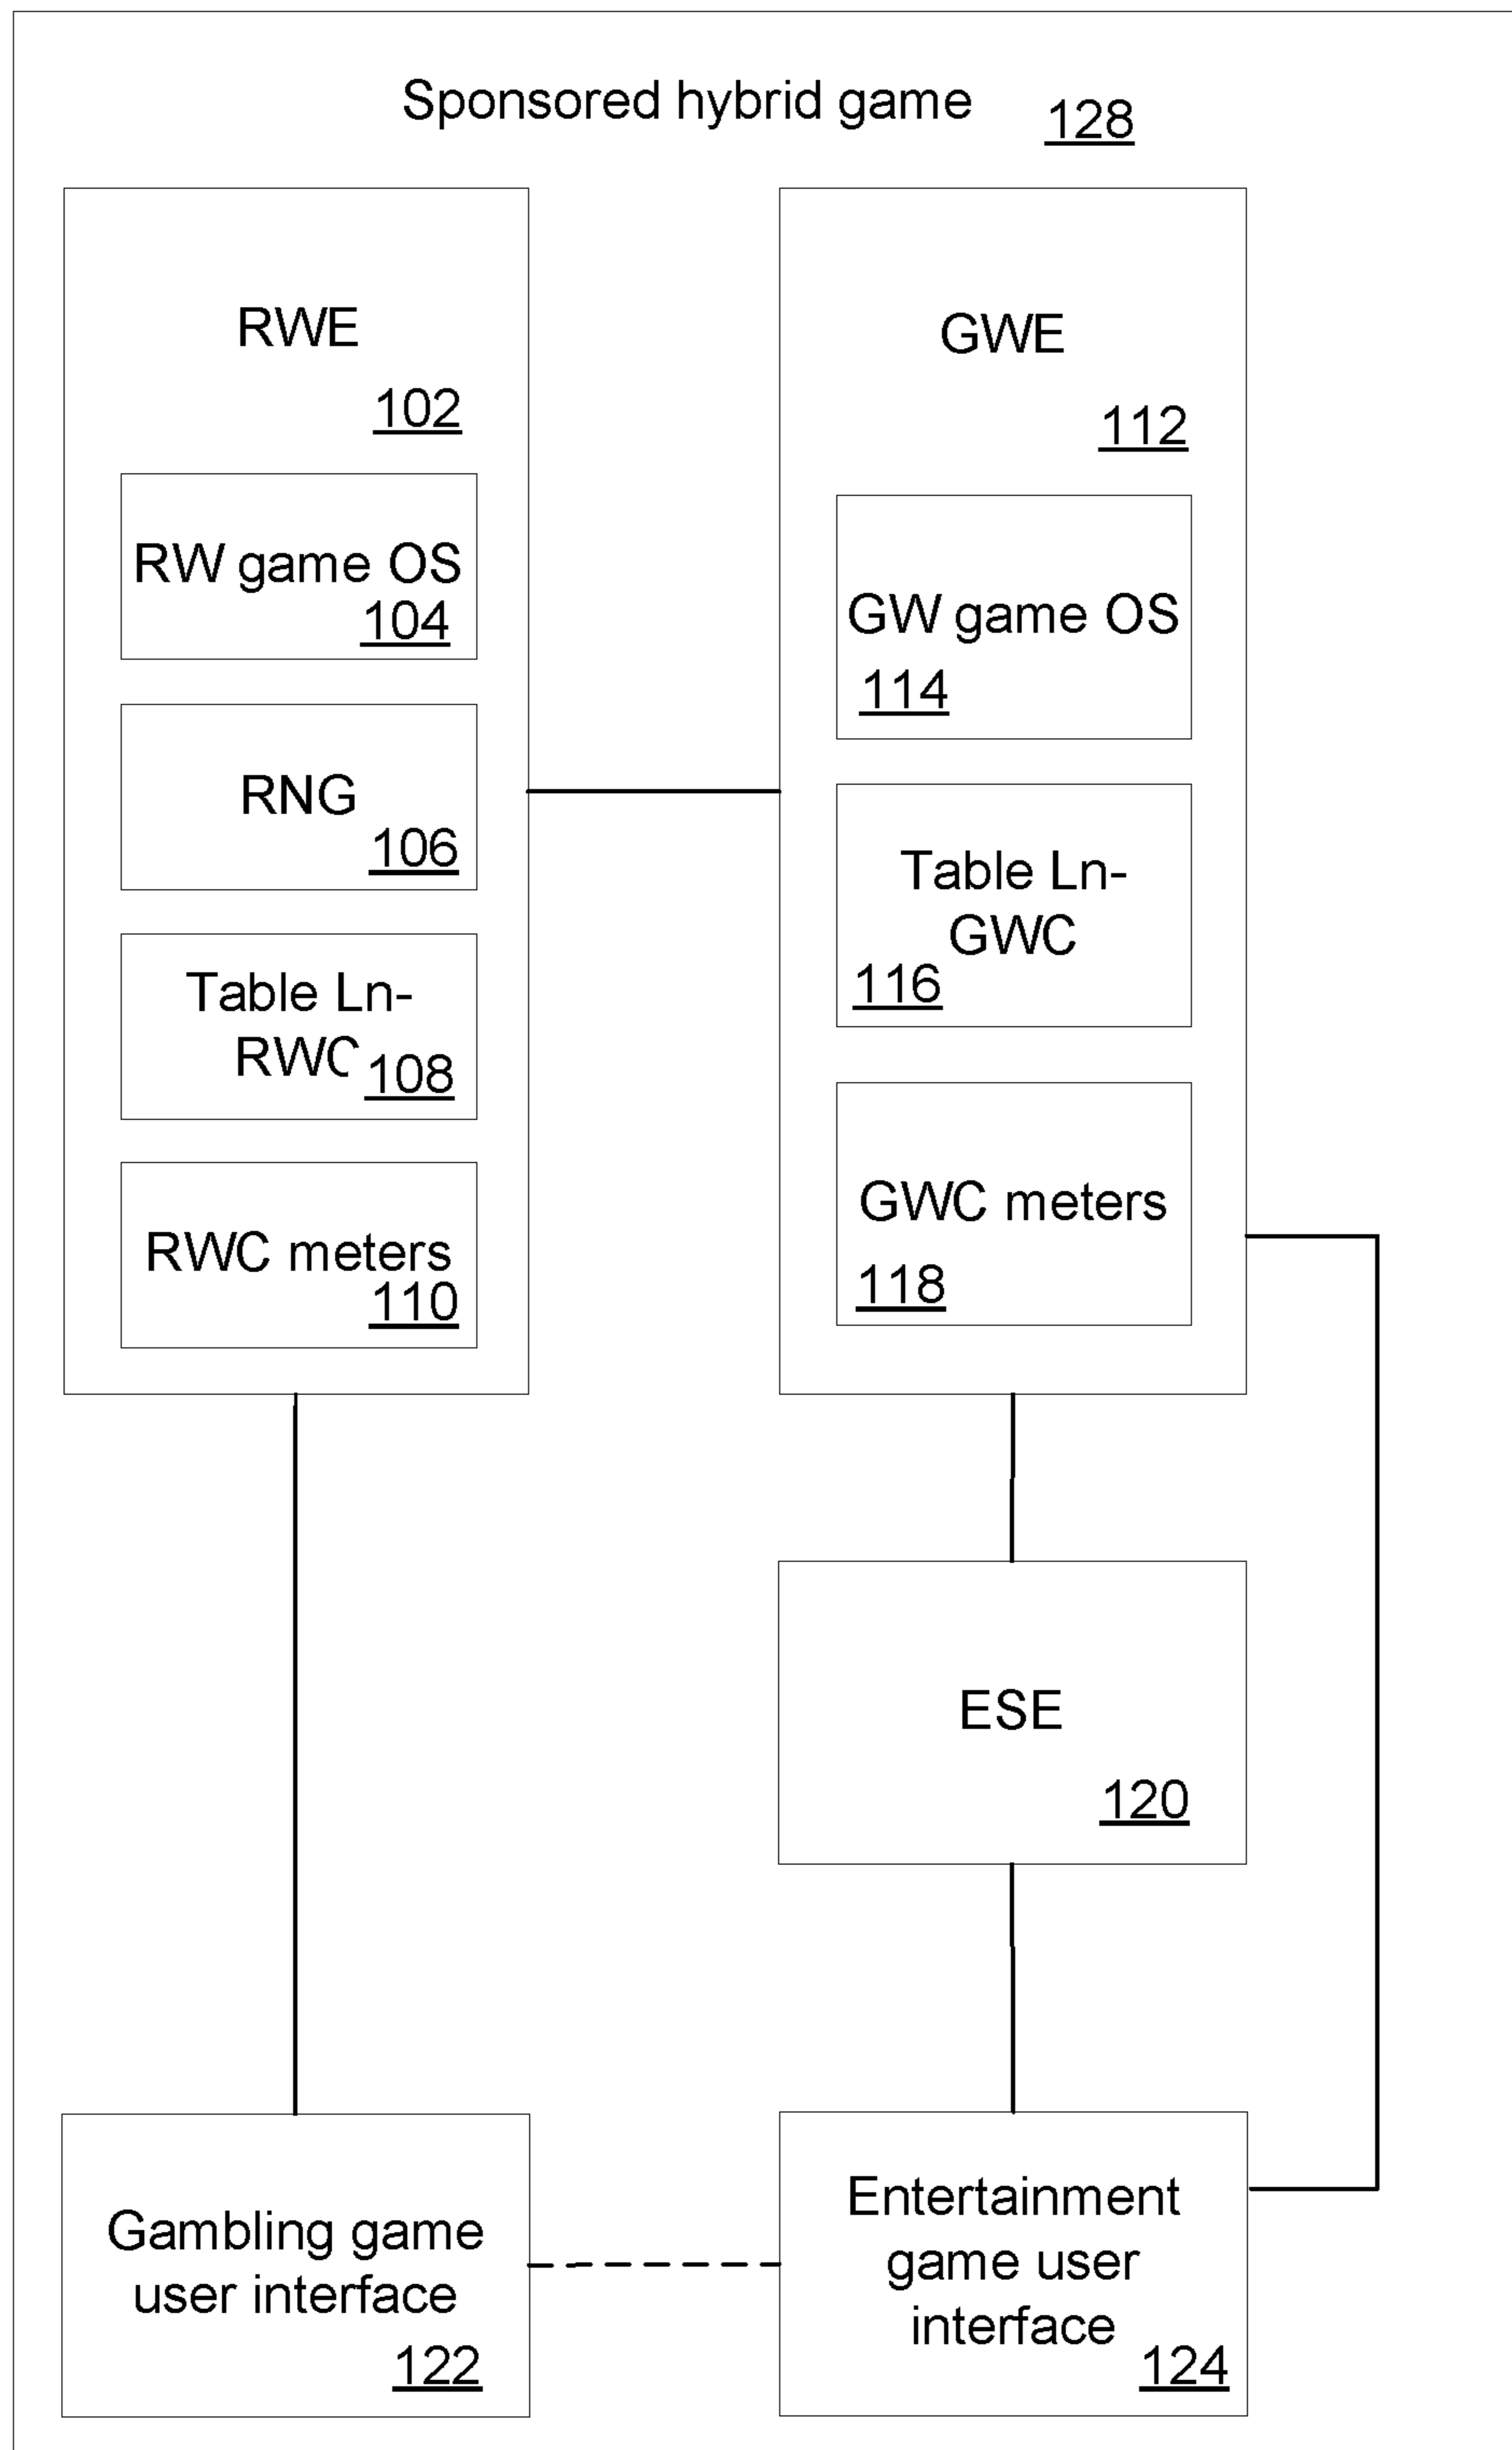 Sponsored hybrid game
128
RWE
102
RW game OS
104
RNG
106
Table Ln-
RWC
108
RWC meters
110
GWE
112
GW game OS
114
Table Ln-
GWC
116
GWC meters
118
ESE
120
Gambling game
user interface
122
Entertainment
game user
interface
124